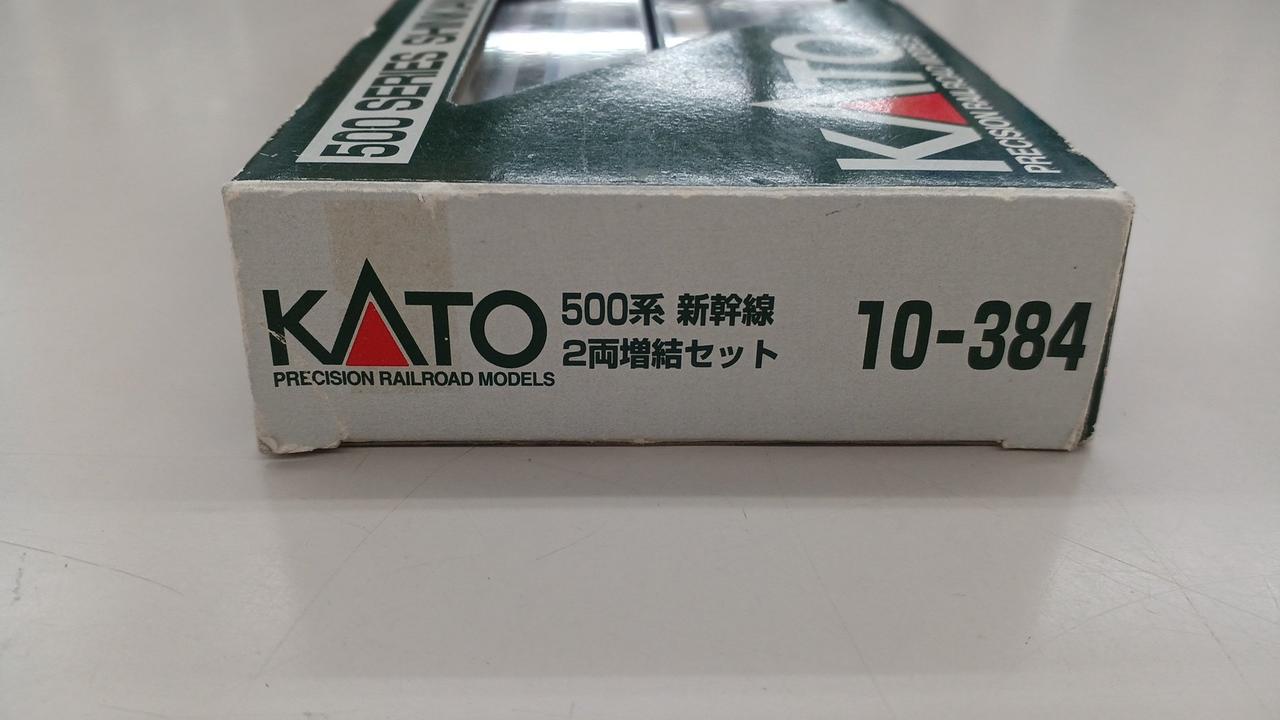 500 SERIES
KATO
PRECISION RAILROAD MODELS
KATO
PRECISION RAILROAD MODELS
500系 新幹線
2両増結セット
10-384